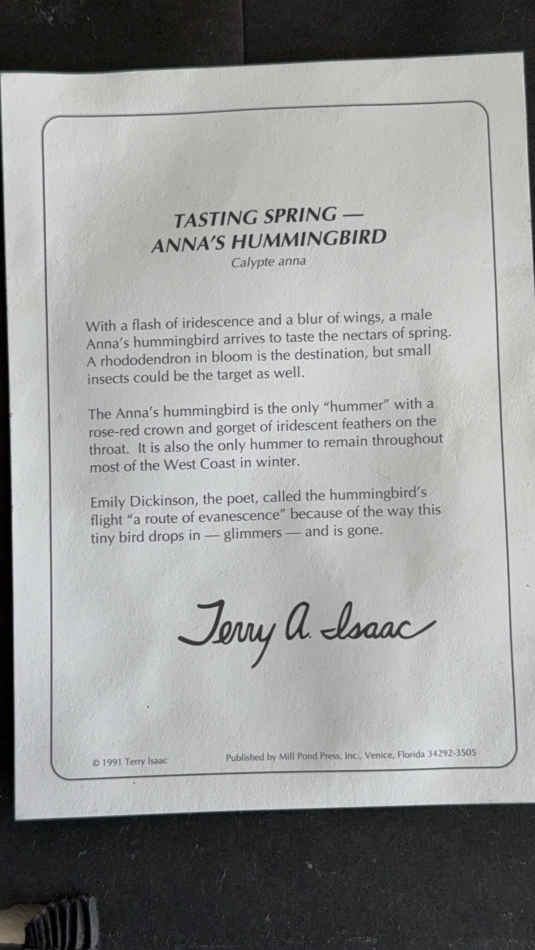 TASTING SPRING —
ANNA'S HUMMINGBIRD
Calypte anna
With a flash of iridescence and a blur of wings, a male
Anna's hummingbird arrives to taste the nectars of spring.
A rhododendron in bloom is the destination, but small
insects could be the target as well.
The Anna's hummingbird is the only “hummer” with a
rose-red crown and gorget of iridescent feathers on the
throat. It is also the only hummer to remain throughout
most of the West Coast in winter.
Emily Dickinson, the poet, called the hummingbird's
flight “a route of evanescence” because of the way this
tiny bird drops in — glimmers — and is gone.
Terry A. Isaac
© 1991 Terry Isaac Published by Mill Pond Press, Inc., Venice, Florida 34292-3505